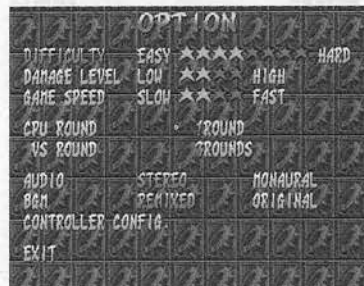 OPTION
DIFFICULTY EASY ★★★★★★★★ HARD
DAMAGE LEVEL LOW ★★★★ HIGH
GAME SPEED SLOW ★★★★ FAST
CPU ROUND 1ROUND
VS ROUND ROUNDS
AUDIO STEREO MONAURAL
BGM REMIXED ORIGINAL
CONTROLLER CONFIG.
EXIT